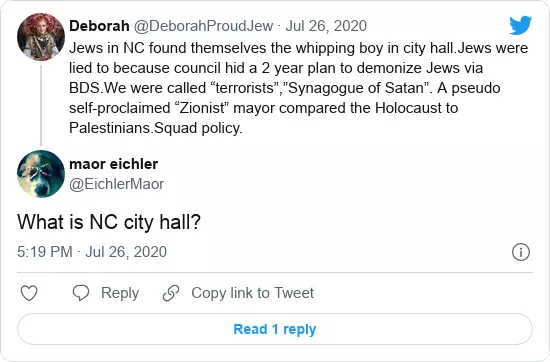 Deborah @DeborahProudJew · Jul 26, 2020
Jews in NC found themselves the whipping boy in city hall.Jews were
lied to because council hid a 2 year plan to demonize Jews via
BDS.We were called “terrorists”,”Synagogue of Satan”. A pseudo
self-proclaimed “Zionist” mayor compared the Holocaust to
Palestinians.Squad policy.
maor eichler
@EichlerMaor
What is NC city hall?
5:19 PM · Jul 26, 2020
Reply Copy link to Tweet
Read 1 reply